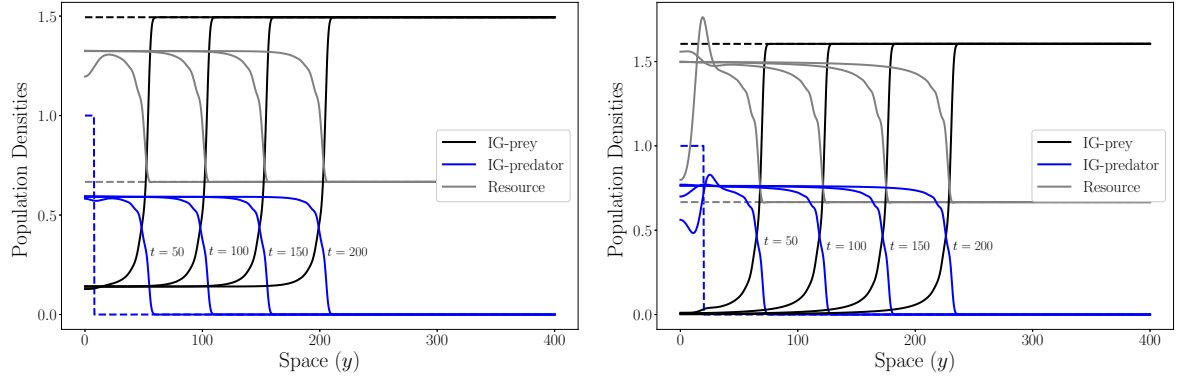 1.5
1.0
0.5
0.0
Population Densities
IG-prey
IG-predator
Resource
t = 50
t = 100
t = 150
t = 200
0
100
200
300
400
Space (y)
1.5
1.0
0.5
0.0
Population Densities
IG-prey
IG-predator
Resource
t = 50
t = 100
t = 150
t = 200
0
100
200
300
400
Space (y)